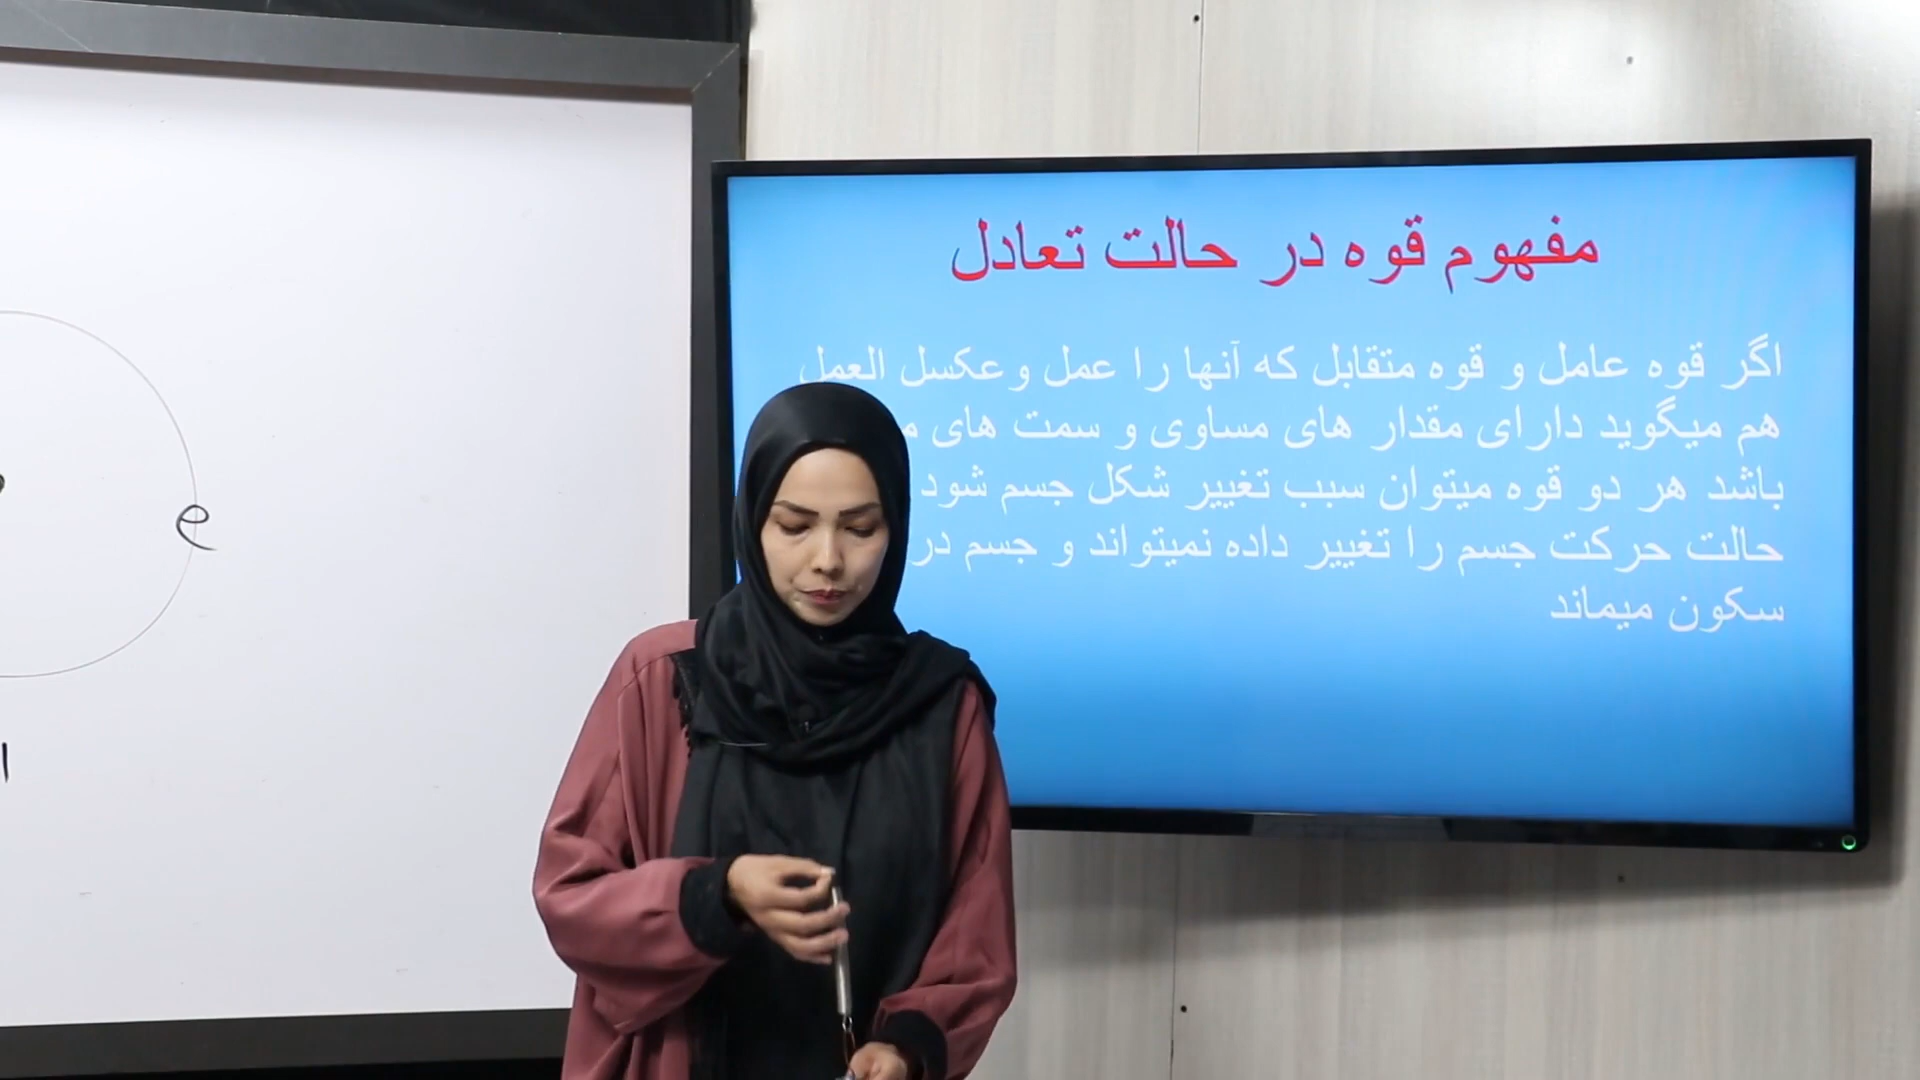 مفهوم قوه در حالت تعادل
اگر قوه عامل و قوه متقابل که آنها را عمل وعکسل العمل
هم میگوید دارای مقدار های مساوی و سمت های
باشد هر دو قوه میتوان سبب تغییر شکل جسم شود
حالت حرکت جسم را تغییر داده نمیتواند و جسم در
سکون میماند
e